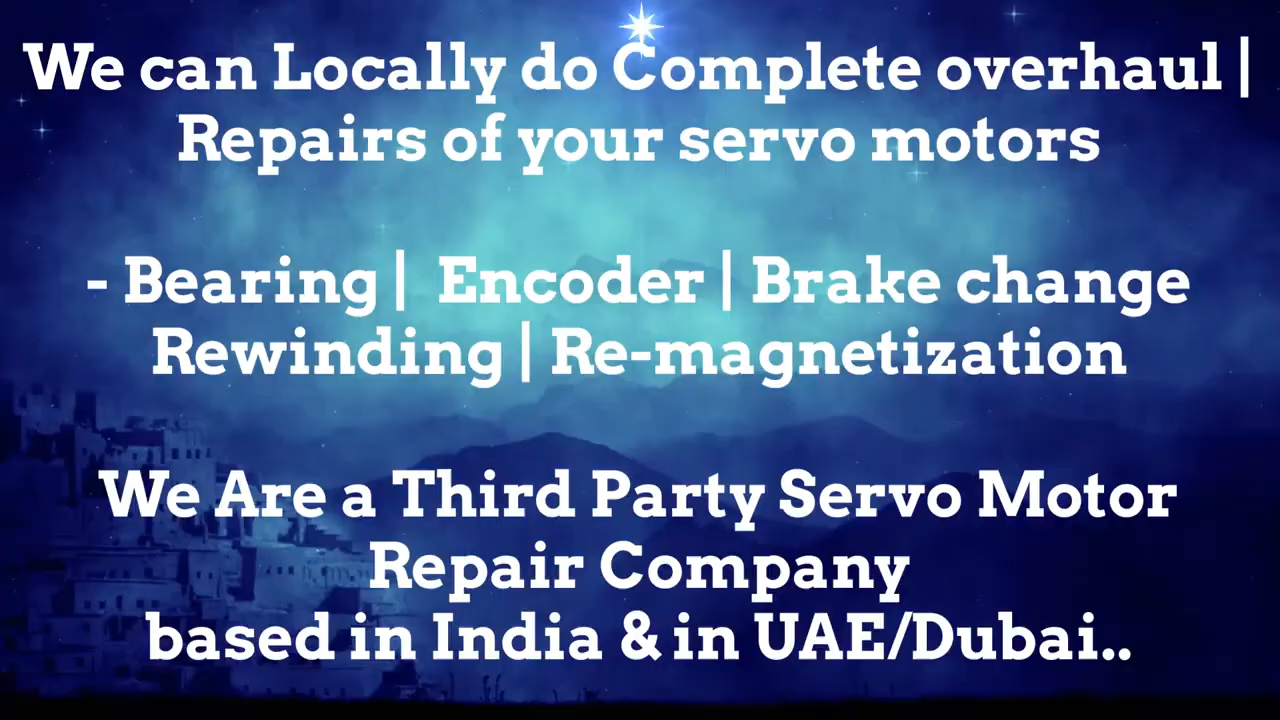 We can Locally do Complete overhaul |
Repairs of your servo motors
- Bearing | Encoder | Brake change
Rewinding | Re-magnetization
We Are a Third Party Servo Motor
Repair Company
based in India & in UAE/Dubai..